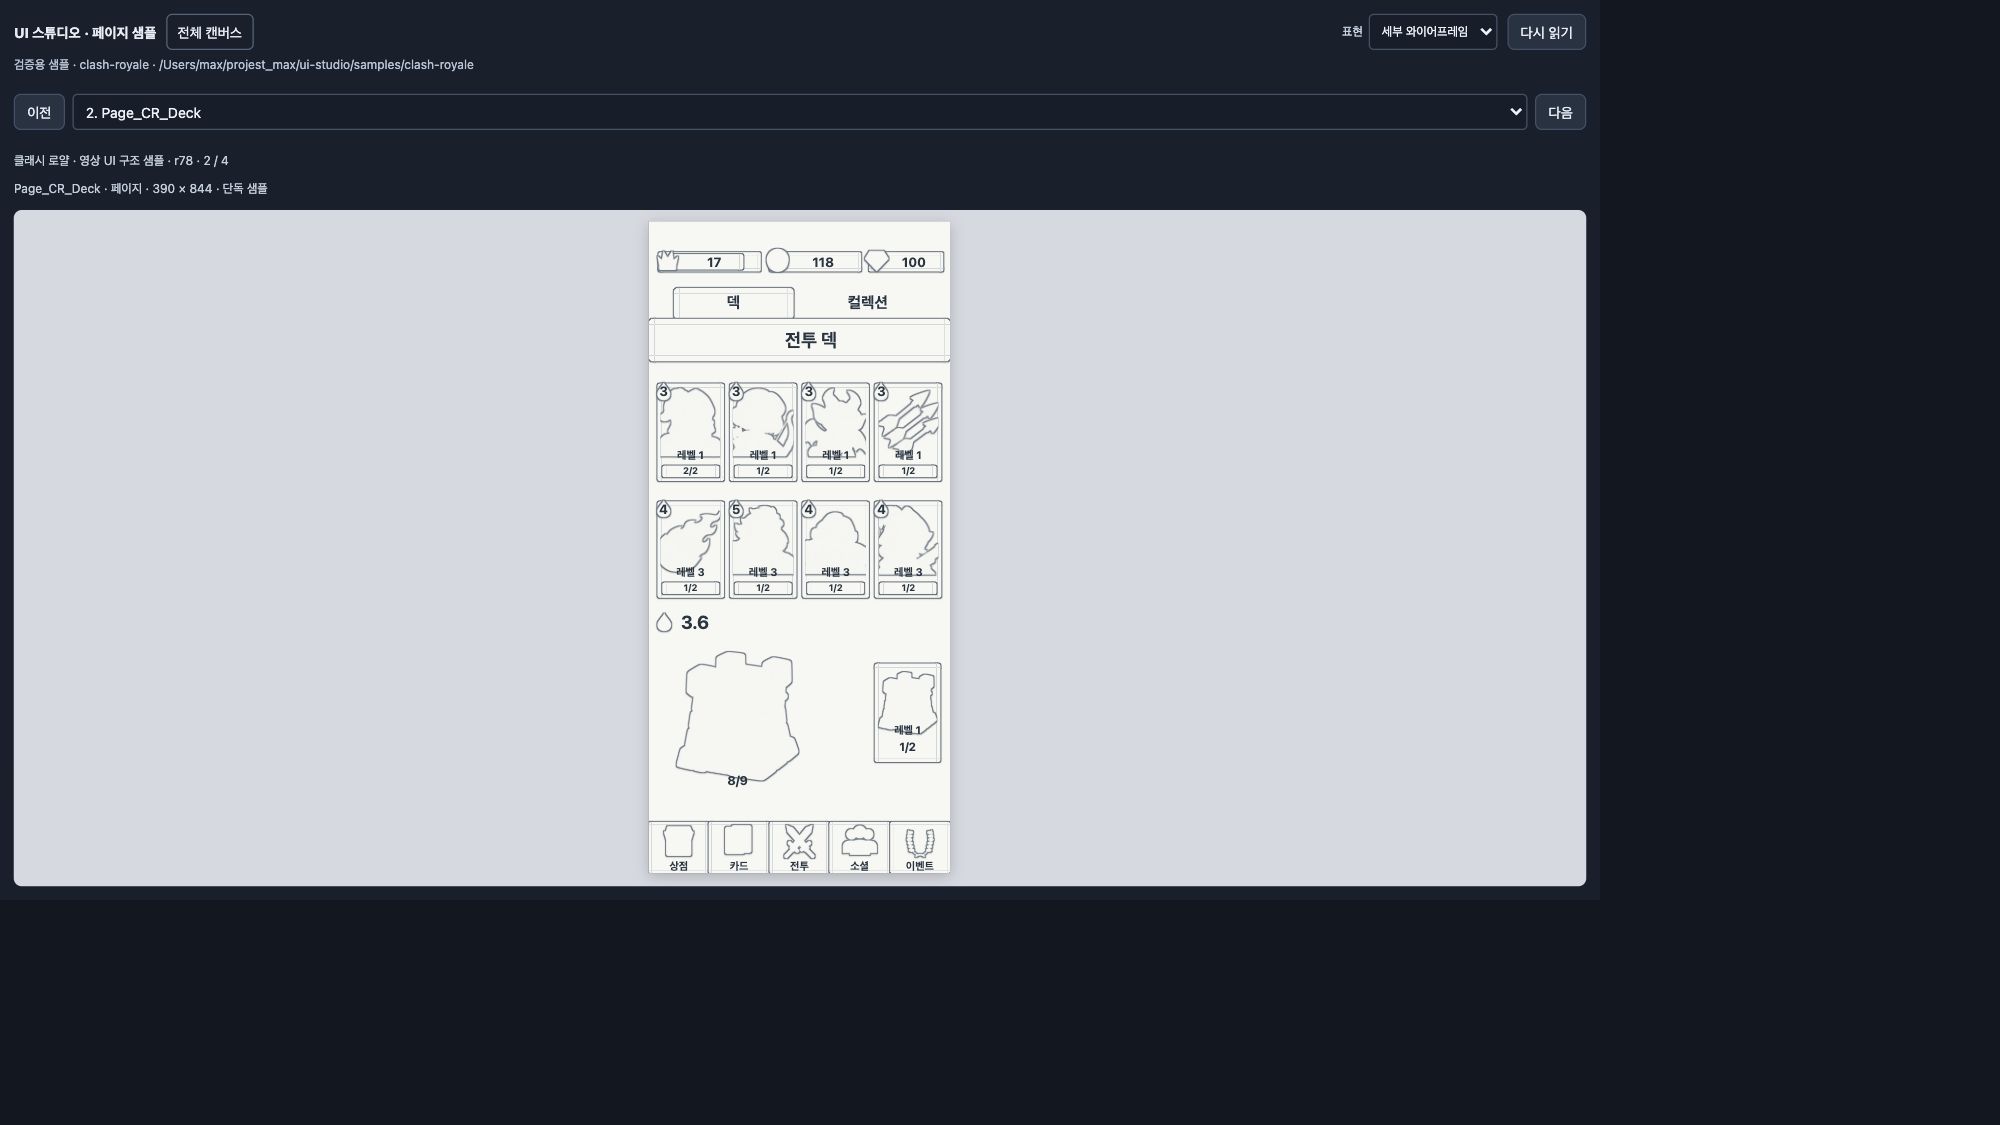 UI 스튜디오 · 페이지 샘플 전체 캔버스 표현 세부 와이어프레임 다시 읽기
검증용 샘플 · clash-royale · /Users/max/projest_max/ui-studio/samples/clash-royale
이전 2. Page_CR_Deck 다음
클래시 로얄 · 영상 UI 구조 샘플 · r78 · 2 / 4
Page_CR_Deck · 페이지 · 390 × 844 · 단독 샘플
17 118 100
덱 컬렉션
전투 덱
3 3 3 3
레벨 1 레벨 1 레벨 1 레벨 1
2/2 1/2 1/2 1/2
4 5 4 4
레벨 3 레벨 3 레벨 3 레벨 3
1/2 1/2 1/2 1/2
3.6
레벨 1
1/2
8/9
상점 카드 전투 소셜 이벤트